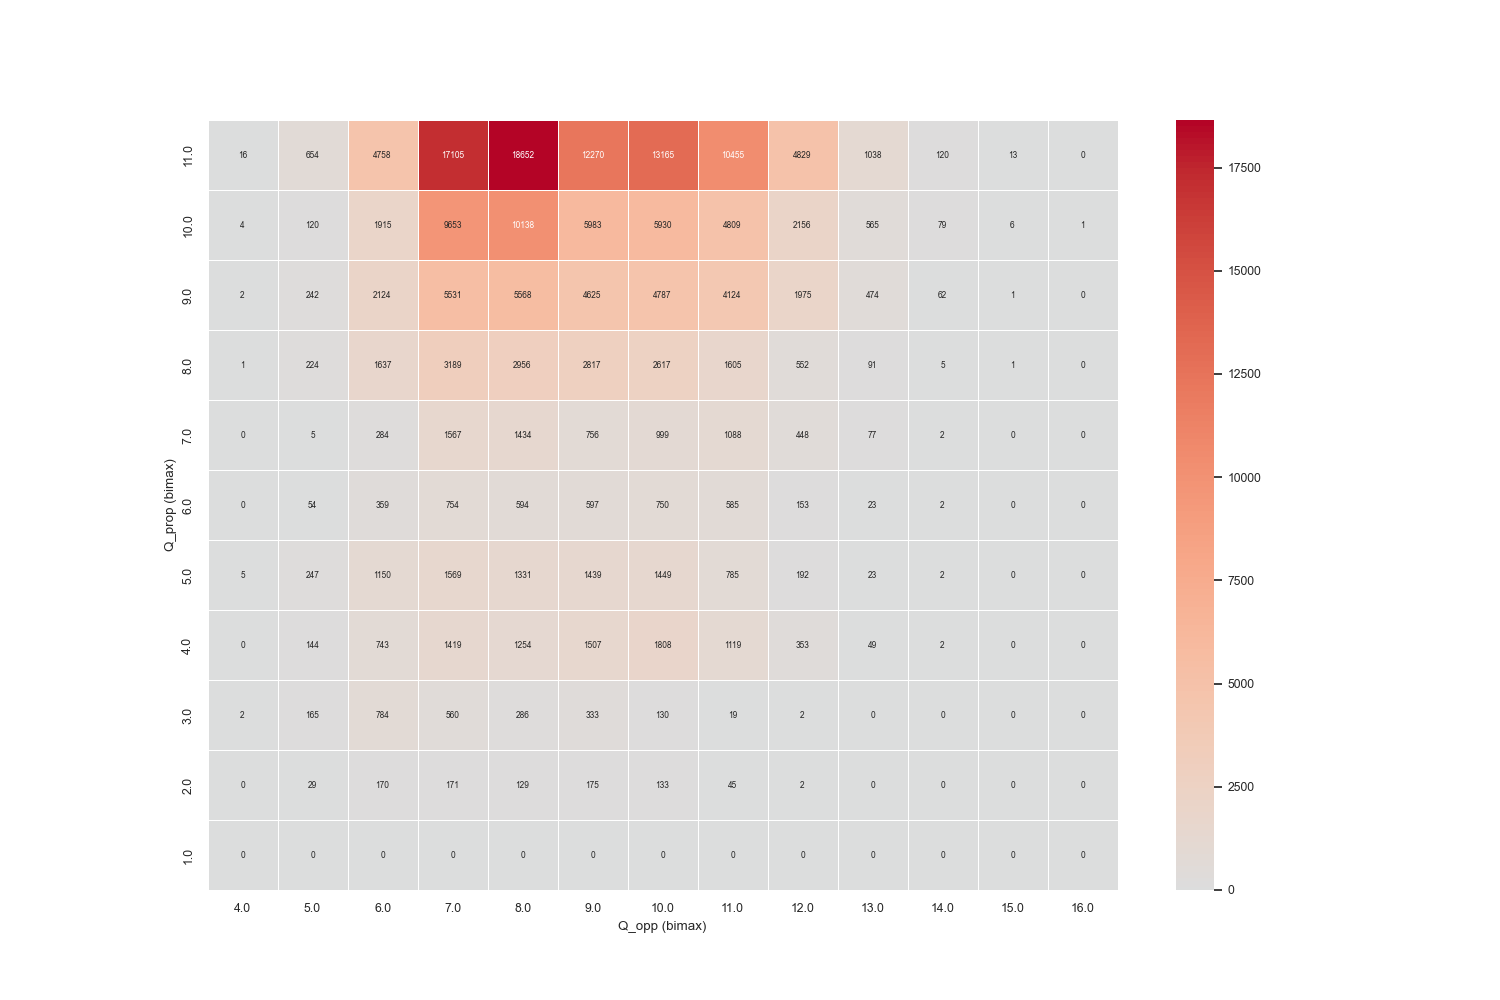 11.0 16 654 4758 17105 18652 12270 13165 10455 4829 1038 120 13 0
10.0 4 120 1915 9653 10138 5983 5930 4809 2156 565 79 6 1
9.0 2 242 2124 5531 5568 4625 4787 4124 1975 474 62 1 0
8.0 1 224 1637 3189 2956 2817 2617 1605 552 91 5 1 0
7.0 0 5 284 1567 1434 756 999 1088 448 77 2 0 0
6.0 0 54 359 754 594 597 750 585 153 23 2 0 0
5.0 5 247 1150 1569 1331 1439 1449 785 192 23 2 0 0
4.0 0 144 743 1419 1254 1507 1808 1119 353 49 2 0 0
3.0 2 165 784 560 286 333 130 19 2 0 0 0 0
2.0 0 29 170 171 129 175 133 45 2 0 0 0 0
1.0 0 0 0 0 0 0 0 0 0 0 0 0 0
4.0 5.0 6.0 7.0 8.0 9.0 10.0 11.0 12.0 13.0 14.0 15.0 16.0
Q_opp (bimax)
Q_prop (bimax)
17500
15000
12500
10000
7500
5000
2500
0